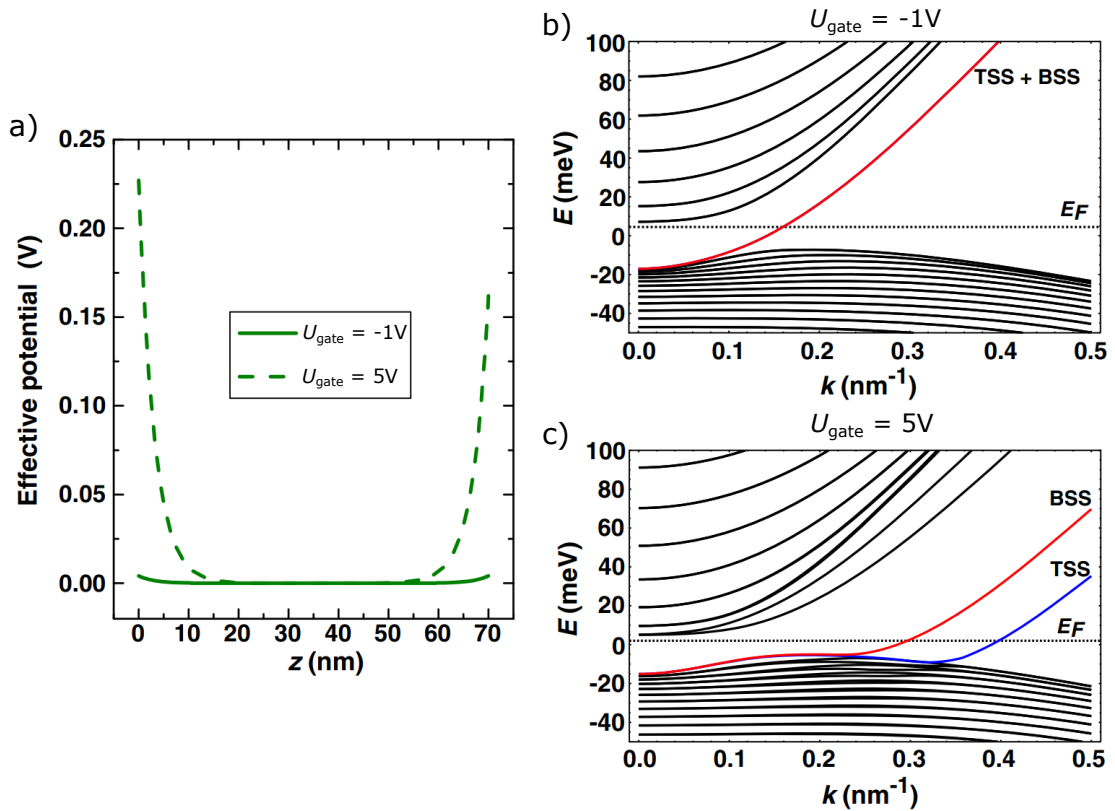 a)
0.25
0.20
0.15
0.10
0.05
0.00
Effective potential (V)
U_gate = -1V
U_gate = 5V
0 10 20 30 40 50 60 70
z (nm)
b)
U_gate = -1V
100
80
60
40
20
0
-20
-40
E (meV)
TSS + BSS
E_F
0.0 0.1 0.2 0.3 0.4 0.5
k (nm⁻¹)
c)
U_gate = 5V
100
80
60
40
20
0
-20
-40
E (meV)
BSS
TSS
E_F
0.0 0.1 0.2 0.3 0.4 0.5
k (nm⁻¹)